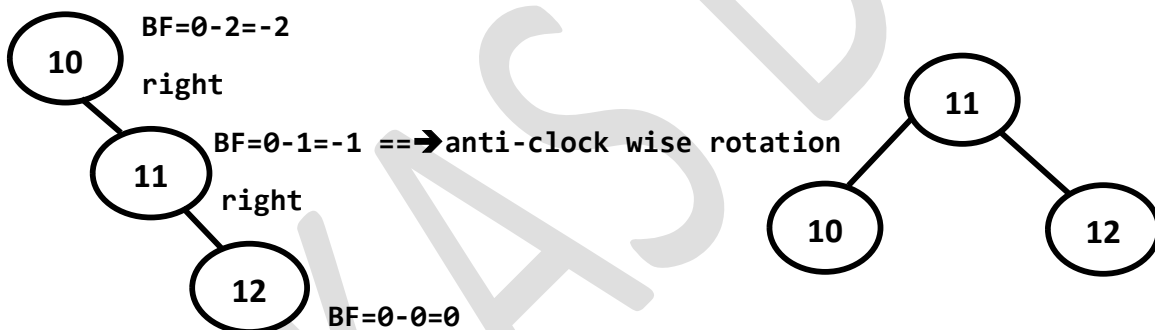 BF=0-2=-2
10
right
11
BF=0-1=-1 ==➔anti-clock wise rotation
11
right
10
12
12
BF=0-0=0